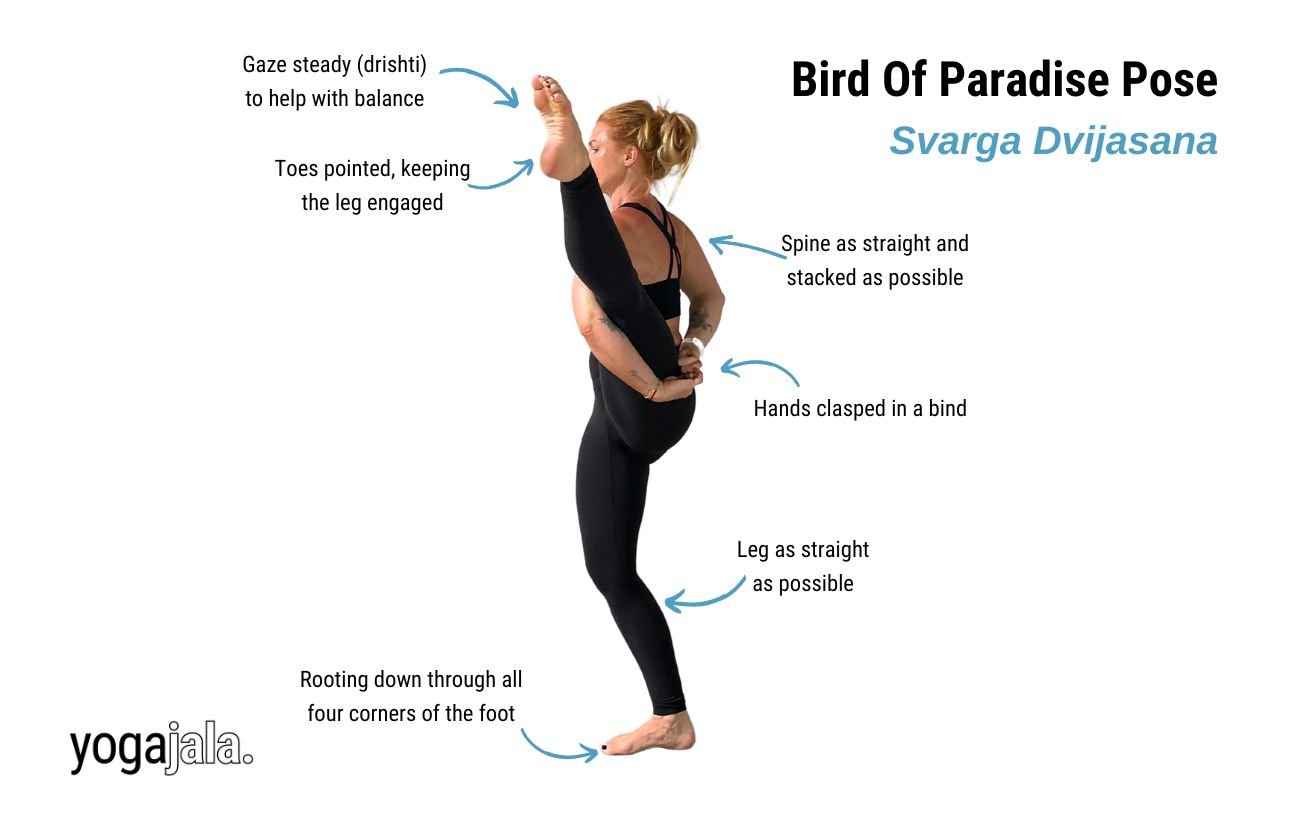 Bird Of Paradise Pose
Svarga Dvijasana
Gaze steady (drishti)
to help with balance
Toes pointed, keeping
the leg engaged
Spine as straight and
stacked as possible
Hands clasped in a bind
Leg as straight
as possible
Rooting down through all
four corners of the foot
yogajala.